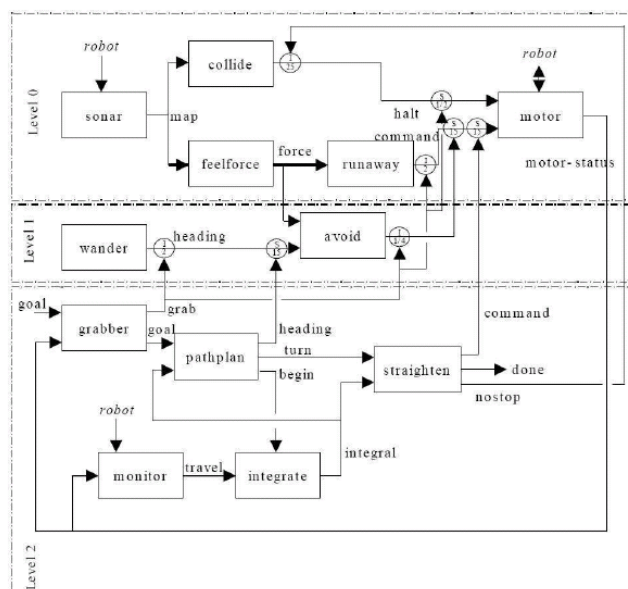 robot
collide
robot
Level 0
sonar
map
halt
motor
feelforce
force
runaway
command
motor-status
Level 1
wander
heading
avoid
goal
grabber
grab
goal
pathplan
heading
turn
begin
straighten
command
done
nostop
robot
monitor
travel
integrate
integral
Level 2